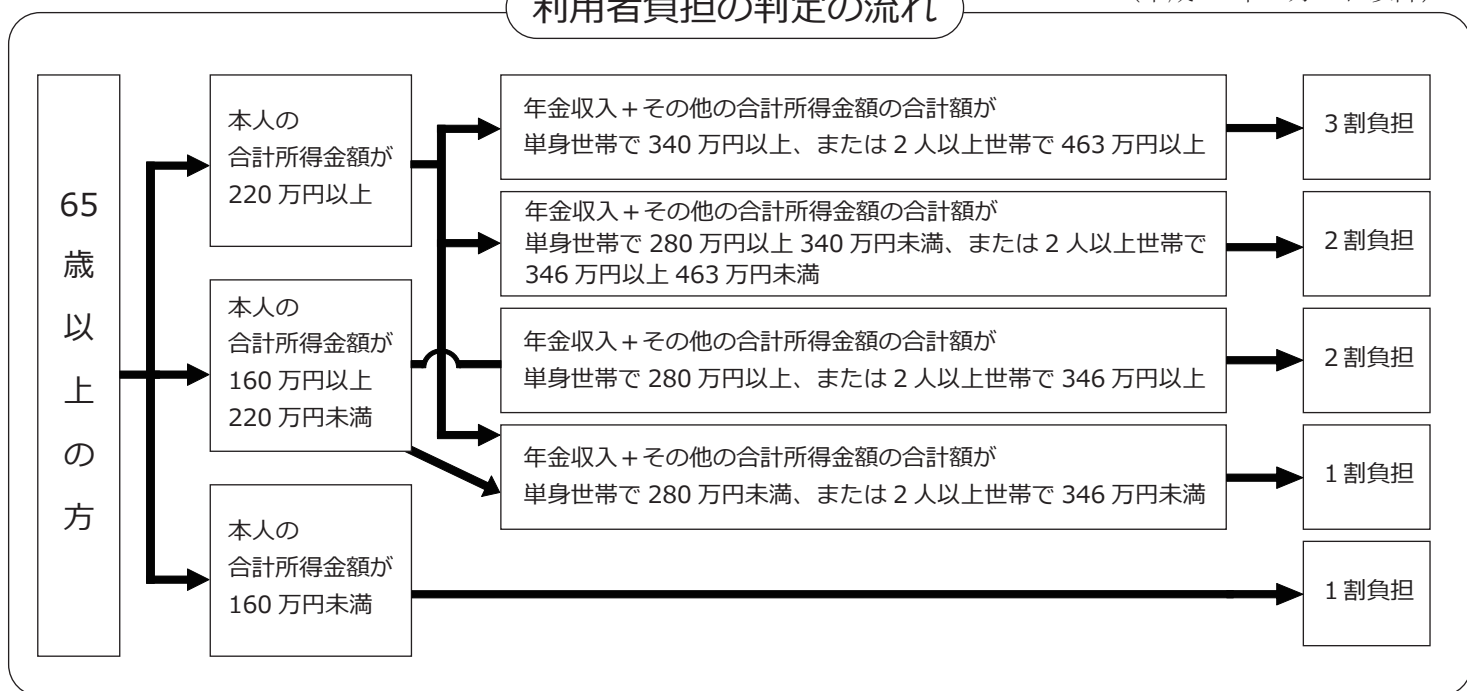 利用者負担の判定の流れ
65歳以上の方
本人の
合計所得金額が
220万円以上
本人の
合計所得金額が
160万円以上
220万円未満
本人の
合計所得金額が
160万円未満
年金収入+その他の合計所得金額の合計額が
単身世帯で340万円以上、または2人以上世帯で463万円以上
年金収入+その他の合計所得金額の合計額が
単身世帯で280万円以上340万円未満、または2人以上世帯で
346万円以上463万円未満
年金収入+その他の合計所得金額の合計額が
単身世帯で280万円以上、または2人以上世帯で346万円以上
年金収入+その他の合計所得金額の合計額が
単身世帯で280万円未満、または2人以上世帯で346万円未満
3割負担
2割負担
2割負担
1割負担
1割負担